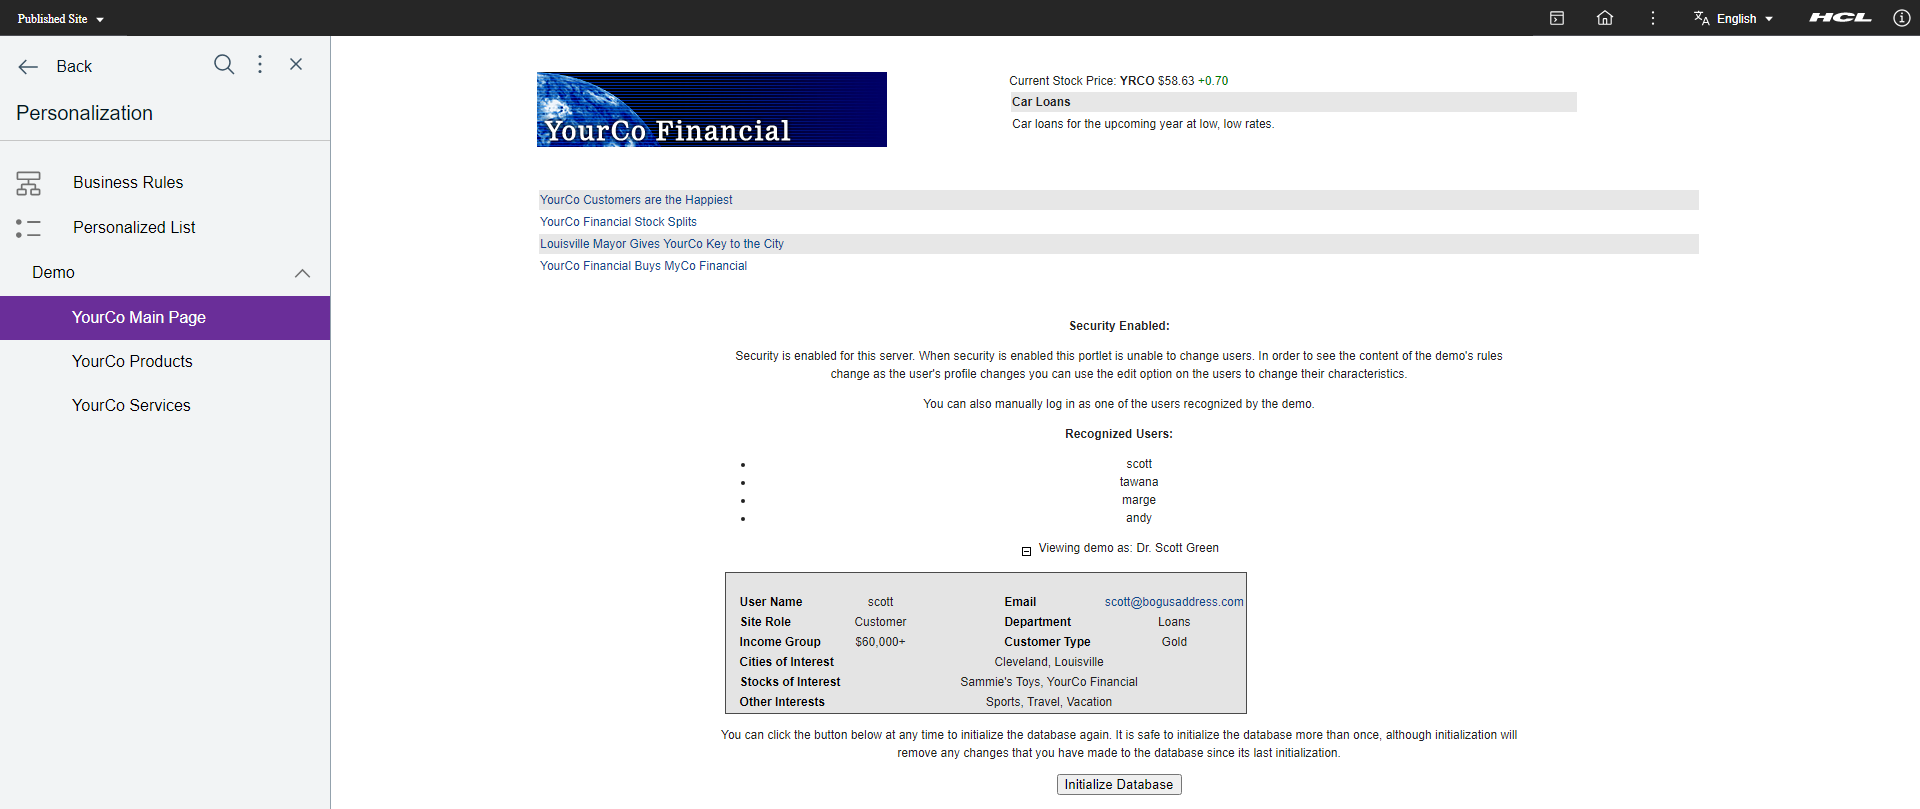 Published Site
English
HCL
Back
Personalization
Business Rules
Personalized List
Demo
YourCo Main Page
YourCo Products
YourCo Services
YourCo Financial
Current Stock Price: YRCO $58.63 +0.70
Car Loans
Car loans for the upcoming year at low, low rates.
YourCo Customers are the Happiest
YourCo Financial Stock Splits
Louisville Mayor Gives YourCo Key to the City
YourCo Financial Buys MyCo Financial
Security Enabled:
Security is enabled for this server. When security is enabled this portlet is unable to change users. In order to see the content of the demo's rules
change as the user's profile changes you can use the edit option on the users to change their characteristics.
You can also manually log in as one of the users recognized by the demo.
Recognized Users:
scott
tawana
marge
andy
Viewing demo as: Dr. Scott Green
User Name scott Email scott@bogusaddress.com
Site Role Customer Department Loans
Income Group $60,000+ Customer Type Gold
Cities of Interest Cleveland, Louisville
Stocks of Interest Sammie's Toys, YourCo Financial
Other Interests Sports, Travel, Vacation
You can click the button below at any time to initialize the database again. It is safe to initialize the database more than once, although initialization will
remove any changes that you have made to the database since its last initialization.
Initialize Database